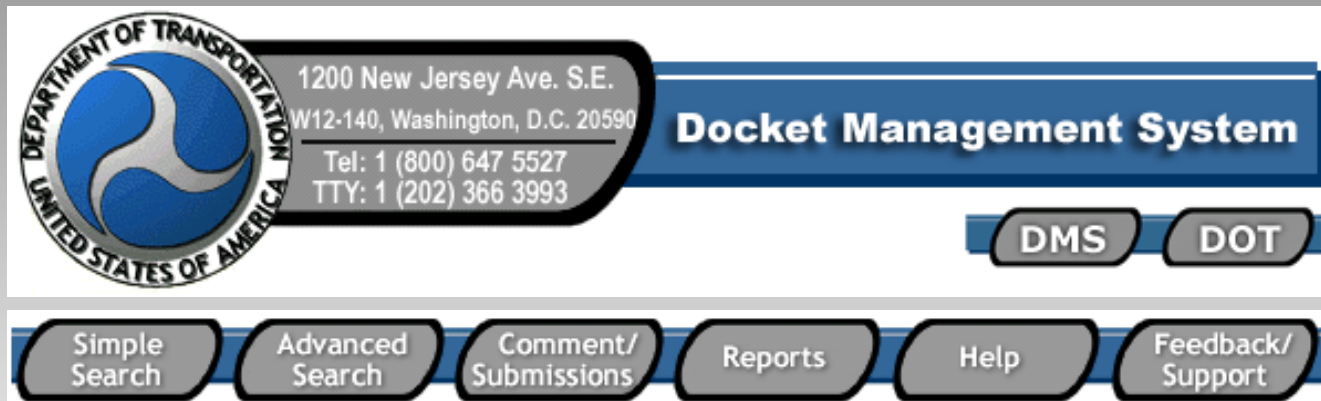 DEPARTMENT OF TRANSPORTATION
UNITED STATES OF AMERICA
1200 New Jersey Ave. S.E.
W12-140, Washington, D.C. 20590
Tel: 1 (800) 647 5527
TTY: 1 (202) 366 3993
Docket Management System
DMS
DOT
Simple
Search
Advanced
Search
Comment/
Submissions
Reports
Help
Feedback/
Support